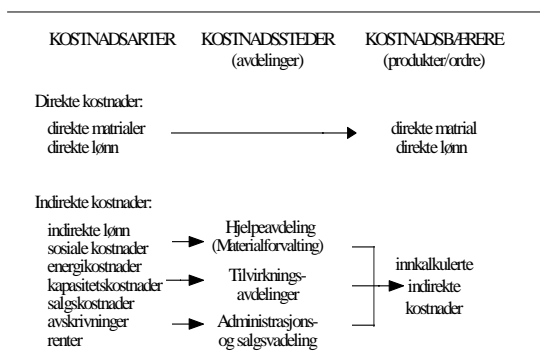 KOSTNADSARTER KOSTNADSSTEDER KOSTNADSBÆRERE
(avdelinger) (produkter/ordre)
Direkte kostnader:
direkte matrialer direkte matrial
direkte lønn direkte lønn
Indirekte kostnader:
indirekte lønn
sosiale kostnader
energikostnader
kapasitetskostnader
salgskostnader
avskrivninger
renter
Hjelpeavdeling
(Materialforvalting)
Tilvirknings-
avdelinger
Administrasjons-
og salgsvadeling
innkalkulerte
indirekte
kostnader